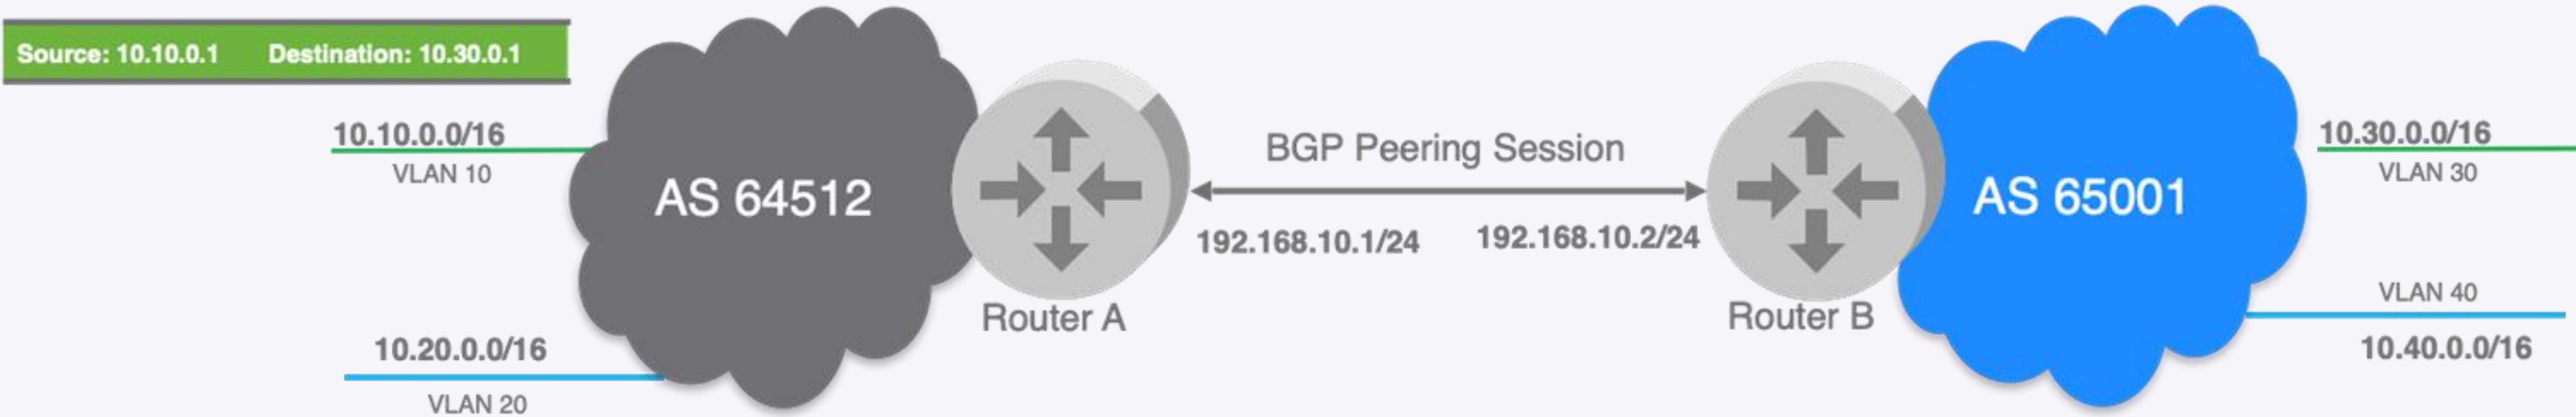 Source: 10.10.0.1 Destination: 10.30.0.1
10.10.0.0/16
VLAN 10
AS 64512
10.20.0.0/16
VLAN 20
Router A
BGP Peering Session
192.168.10.1/24 192.168.10.2/24
Router B
AS 65001
10.30.0.0/16
VLAN 30
VLAN 40
10.40.0.0/16